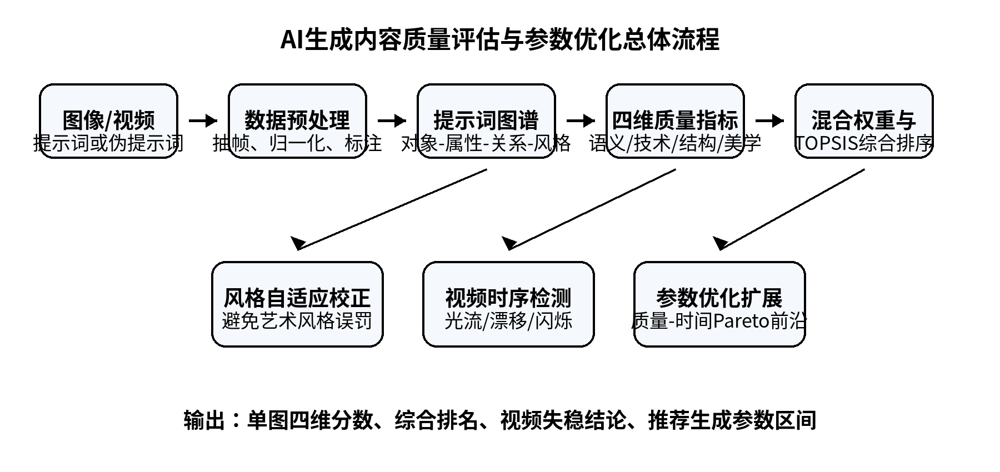 AI生成内容质量评估与参数优化总体流程
图像/视频
提示词或伪提示词
数据预处理
抽帧、归一化、标注
提示词图谱
对象-属性-关系-风格
四维质量指标
语义/技术/结构/美学
混合权重与
TOPSIS综合排序
风格自适应校正
避免艺术风格误罚
视频时序检测
光流/漂移/闪烁
参数优化扩展
质量-时间Pareto前沿
输出：单图四维分数、综合排名、视频失稳结论、推荐生成参数区间